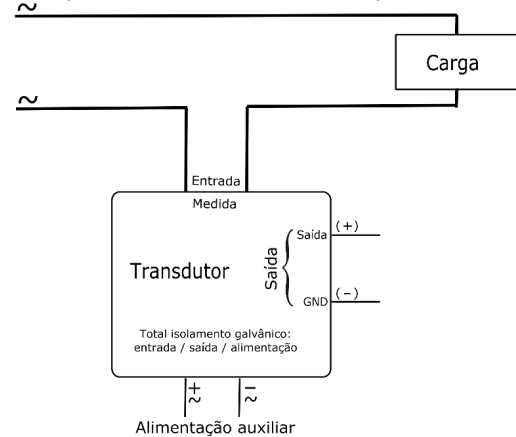 ~
Carga
~
Entrada
Medida
Saída (+)
Transdutor
Saída
GND (-)
Total isolamento galvânico:
entrada / saída / alimentação
+ −
~ ~
Alimentação auxiliar